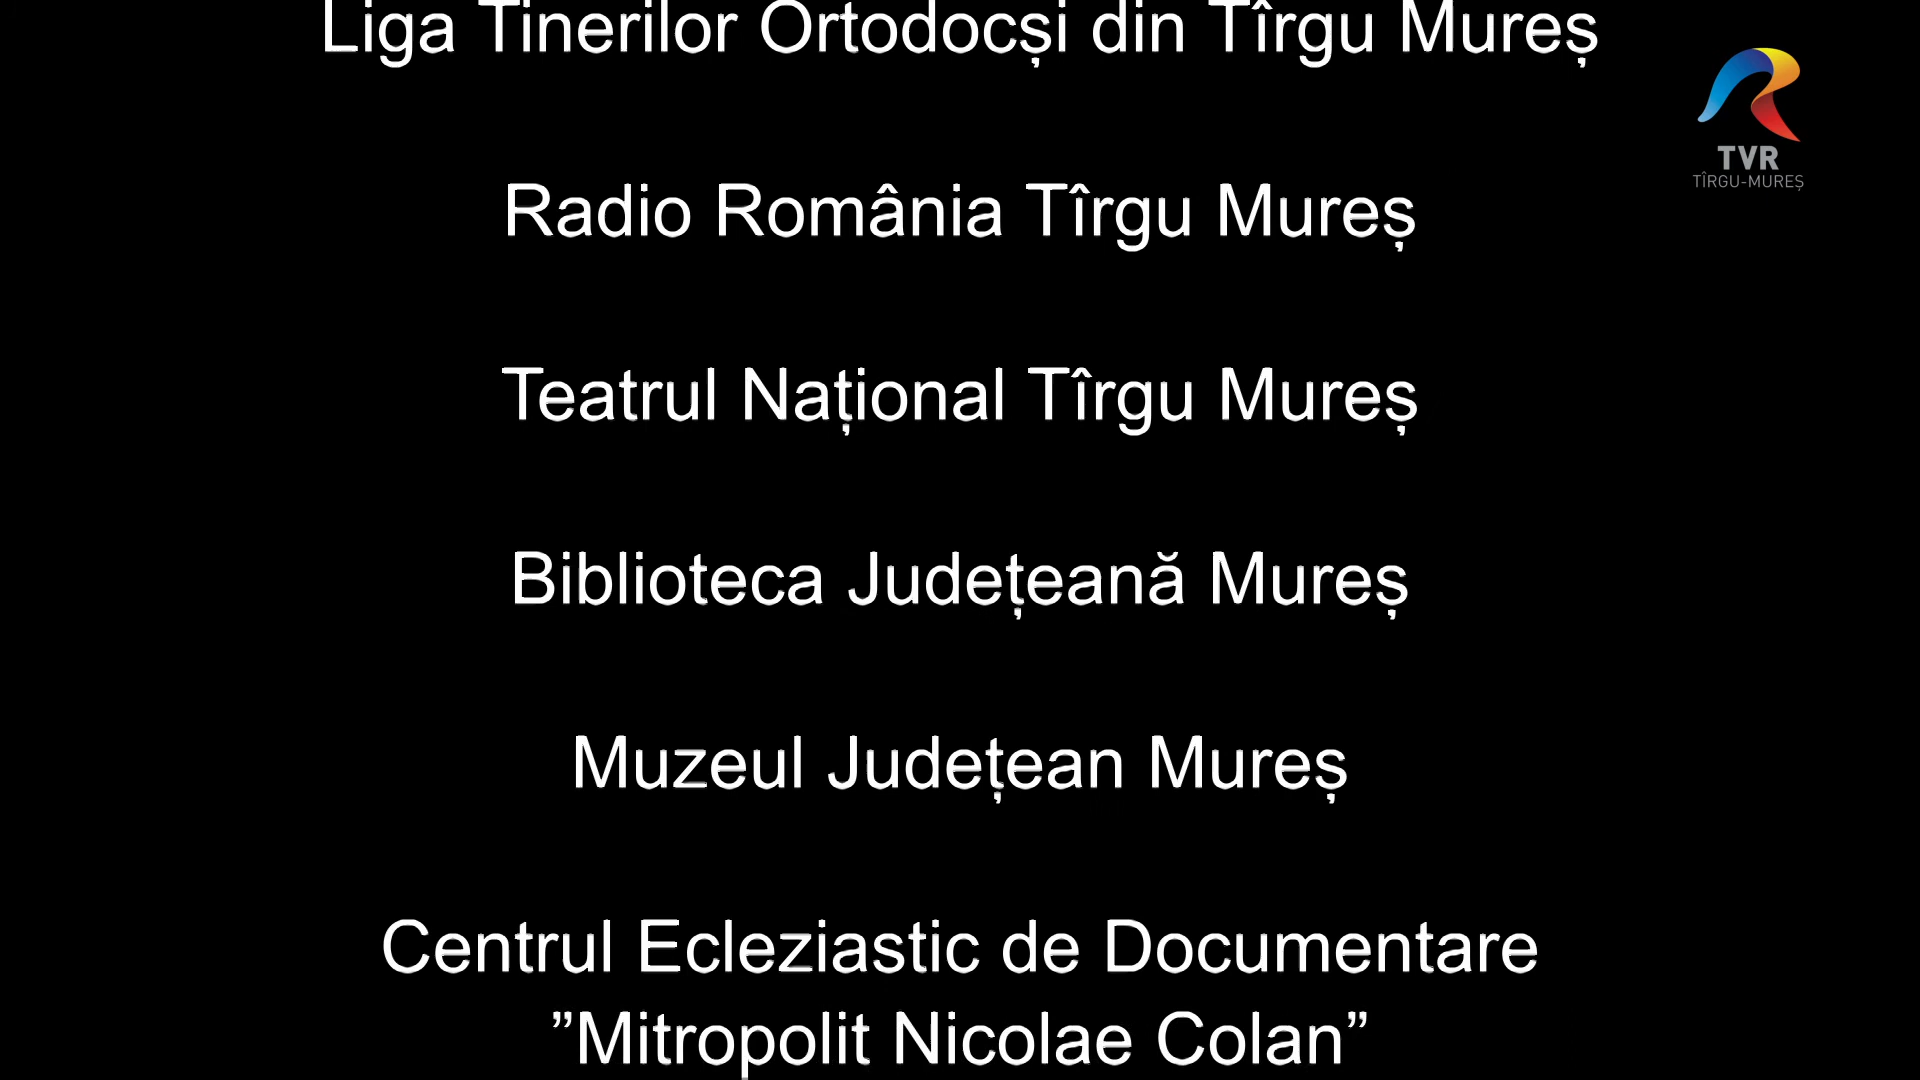 Liga Tinerilor Ortodocși din Tîrgu Mureș
TVR
TÎRGU-MUREȘ
Radio România Tîrgu Mureș
Teatrul Național Tîrgu Mureș
Biblioteca Județeană Mureș
Muzeul Județean Mureș
Centrul Ecleziastic de Documentare
”Mitropolit Nicolae Colan”